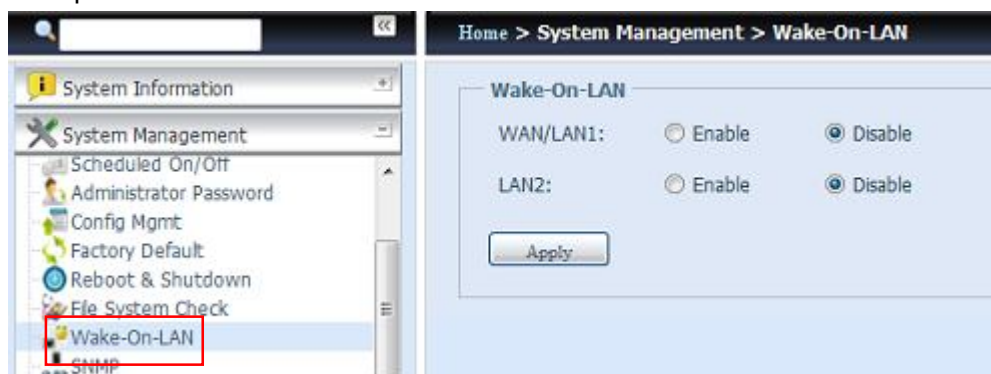 Home > System Management > Wake-On-LAN
System Information
System Management
Scheduled On/Off
Administrator Password
Config Mgmt
Factory Default
Reboot & Shutdown
File System Check
Wake-On-LAN
SNMP
Wake-On-LAN
WAN/LAN1: Enable Disable
LAN2: Enable Disable
Apply